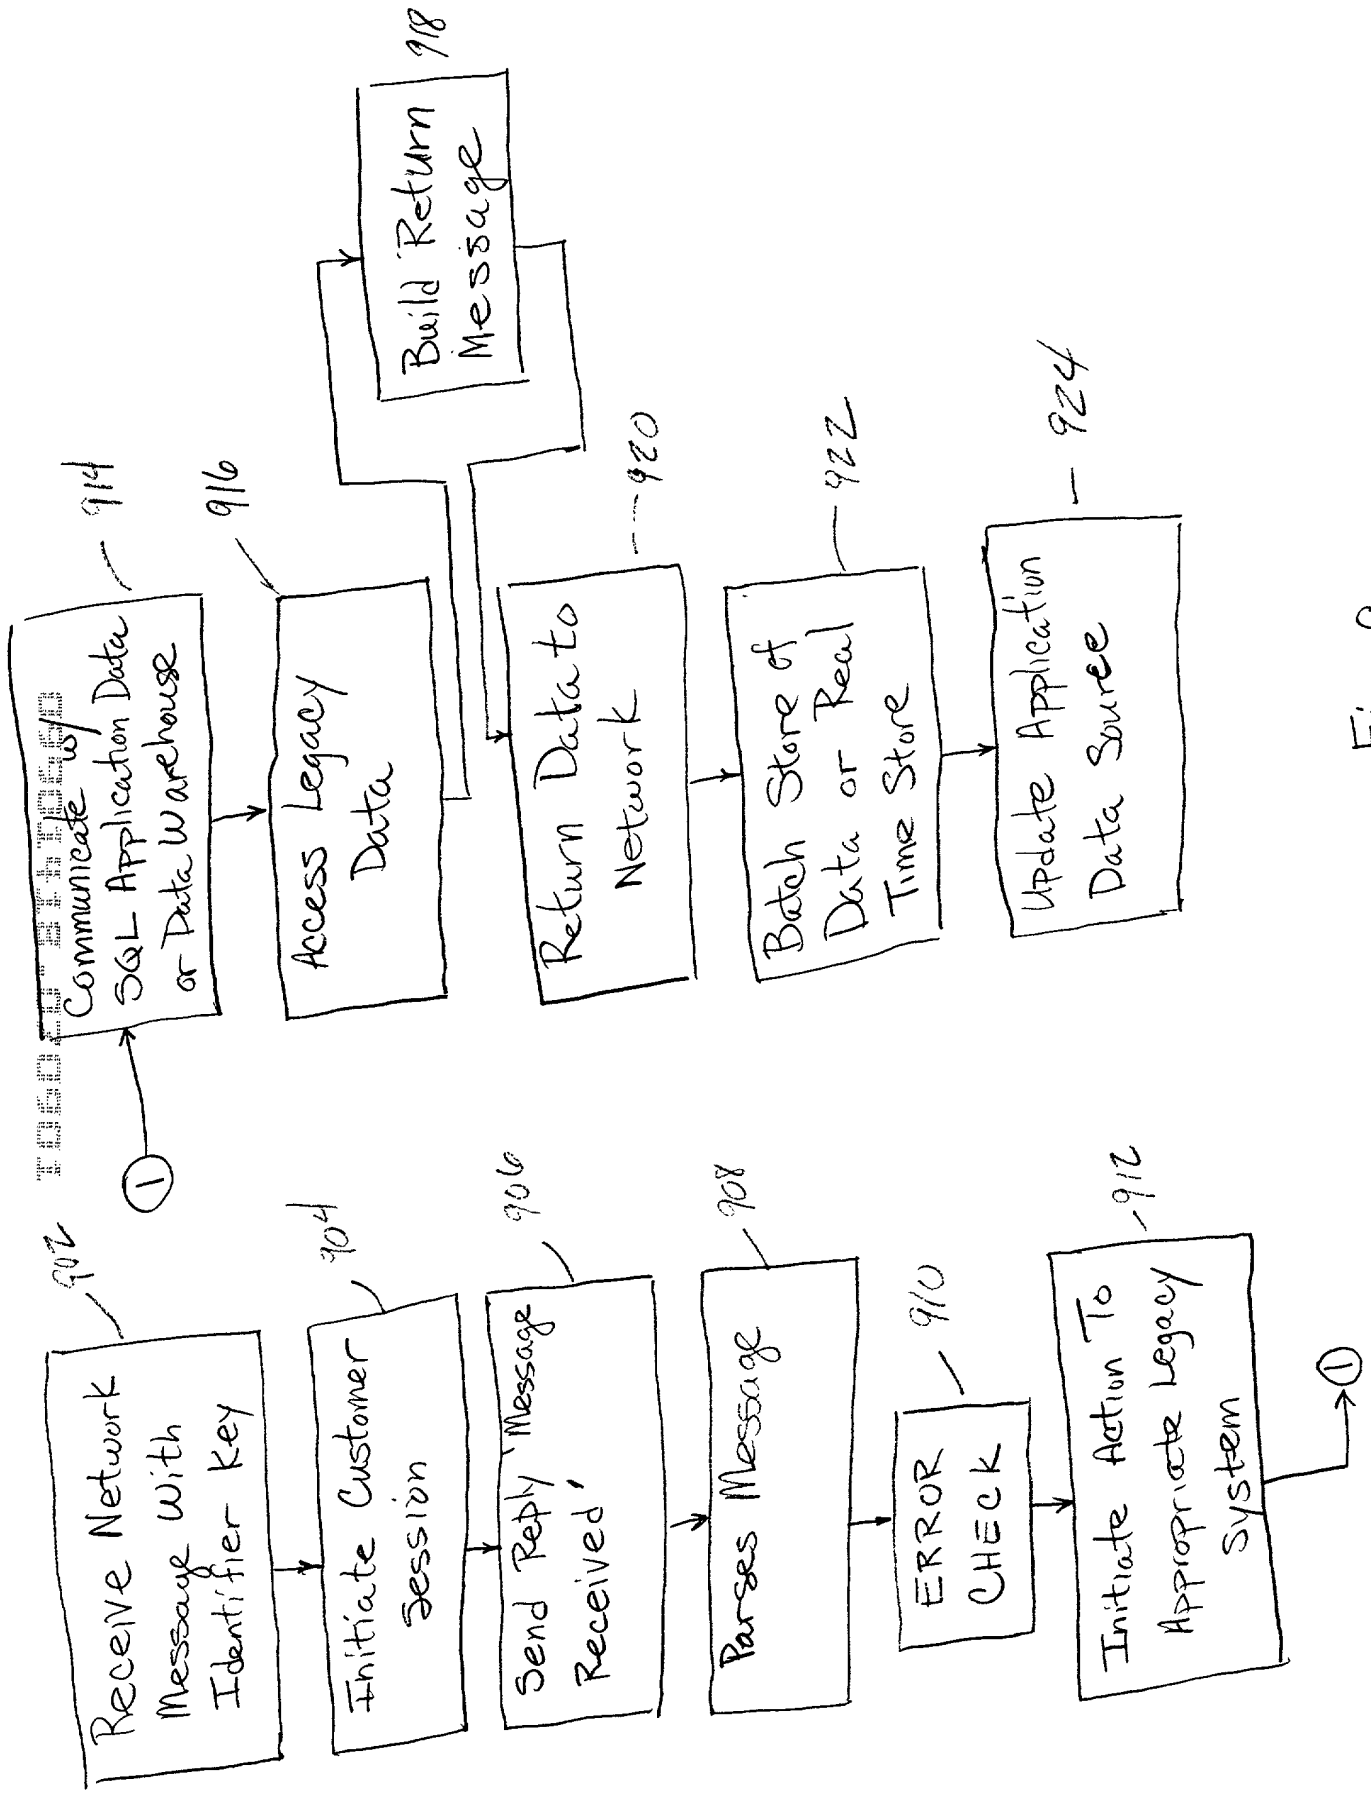 902
Receive Network
Message With
Identifier Key
904
Initiate Customer
Session
906
Send Reply 'Message
Received'
908
Parses Message
910
ERROR
CHECK
912
Initiate Action To
Appropriate Legacy
System
1
1
914
Communicate w/
SQL Application Data
or Data Warehouse
916
Access Legacy
Data
918
Build Return
Message
920
Return Data to
Network
922
Batch Store of
Data or Real
Time Store
924
Update Application
Data Source